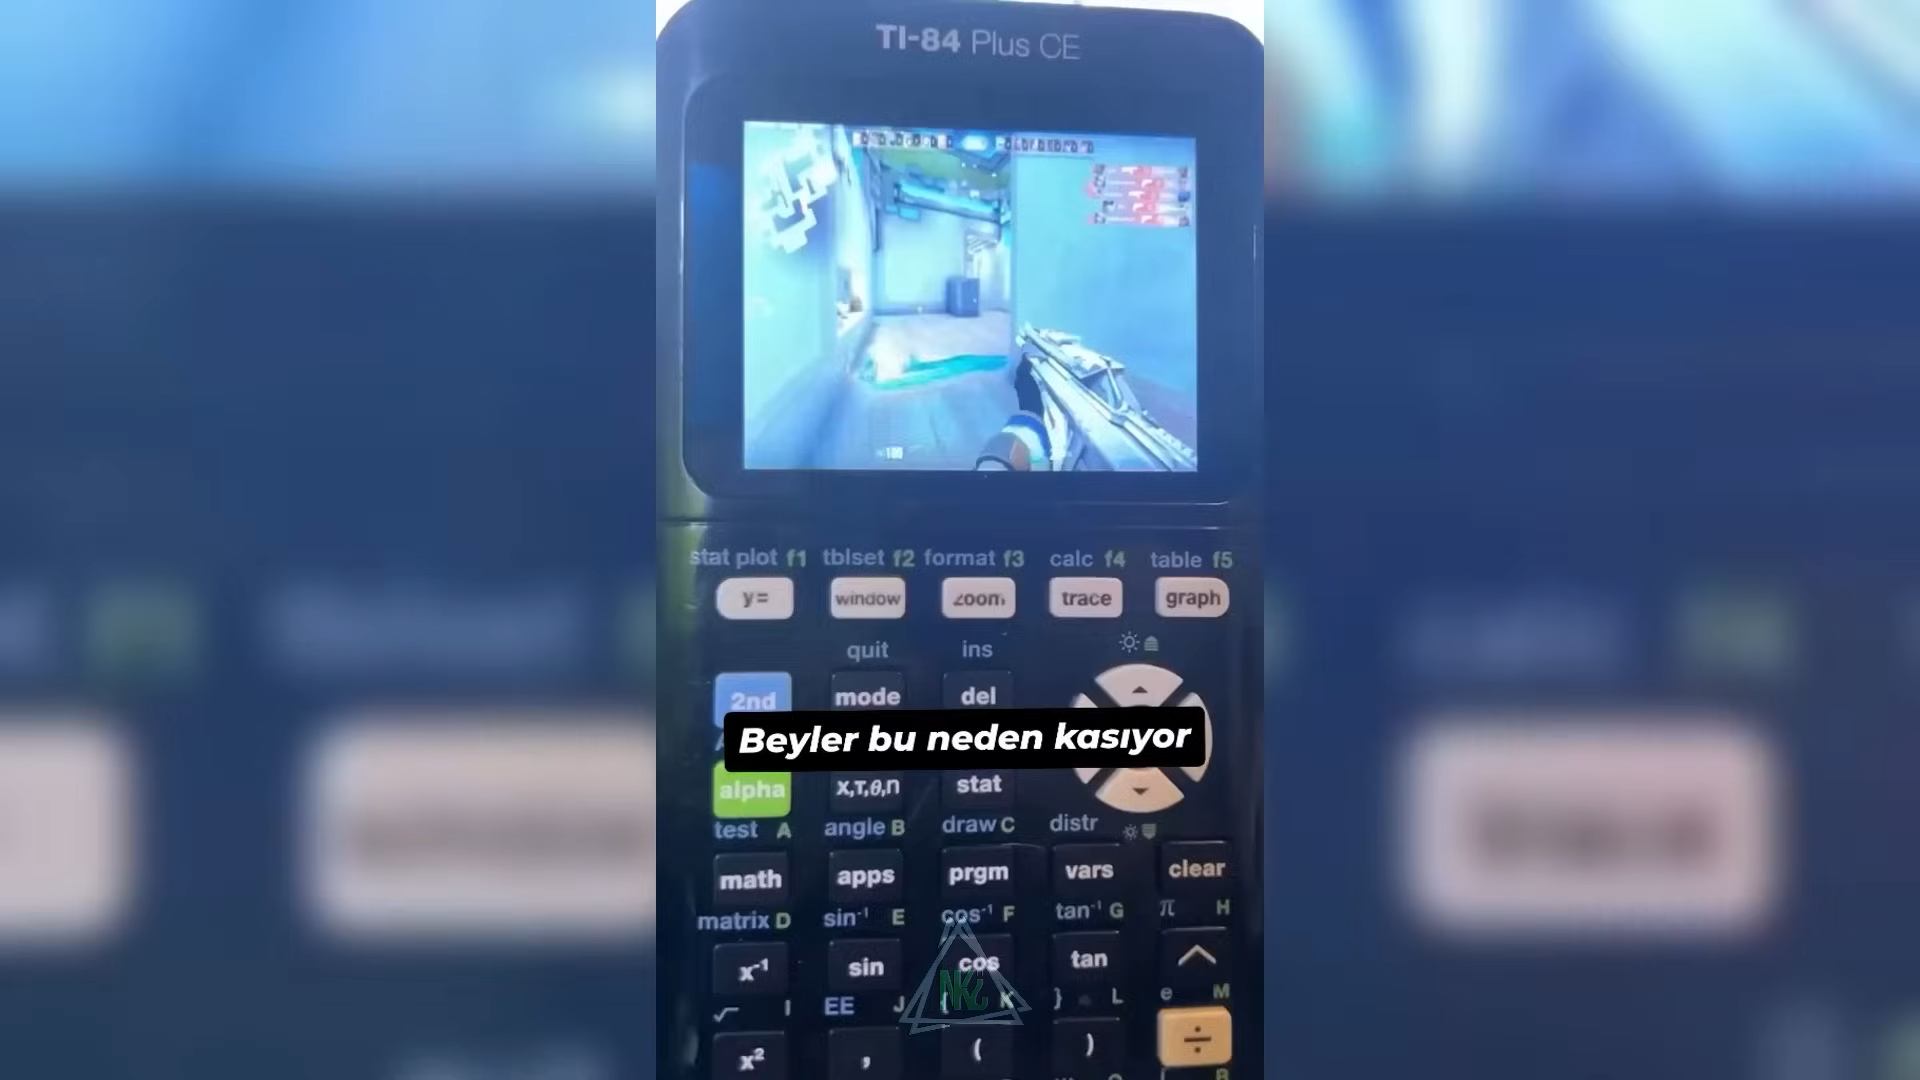 TI-84 Plus CE
100
stat plot f1 tblset f2 format f3 calc f4 table f5
y= window zoom trace graph
quit ins
2nd mode del
Beyler bu neden kasıyor
A
alpha X,T,θ,n stat
test A angle B draw C distr
math apps prgm vars clear
matrix D sin-1 E cos-1 F tan-1 G π H
x-1 sin cos tan ^
√ I EE J { K } L e M
NK
x² , ( ) ÷